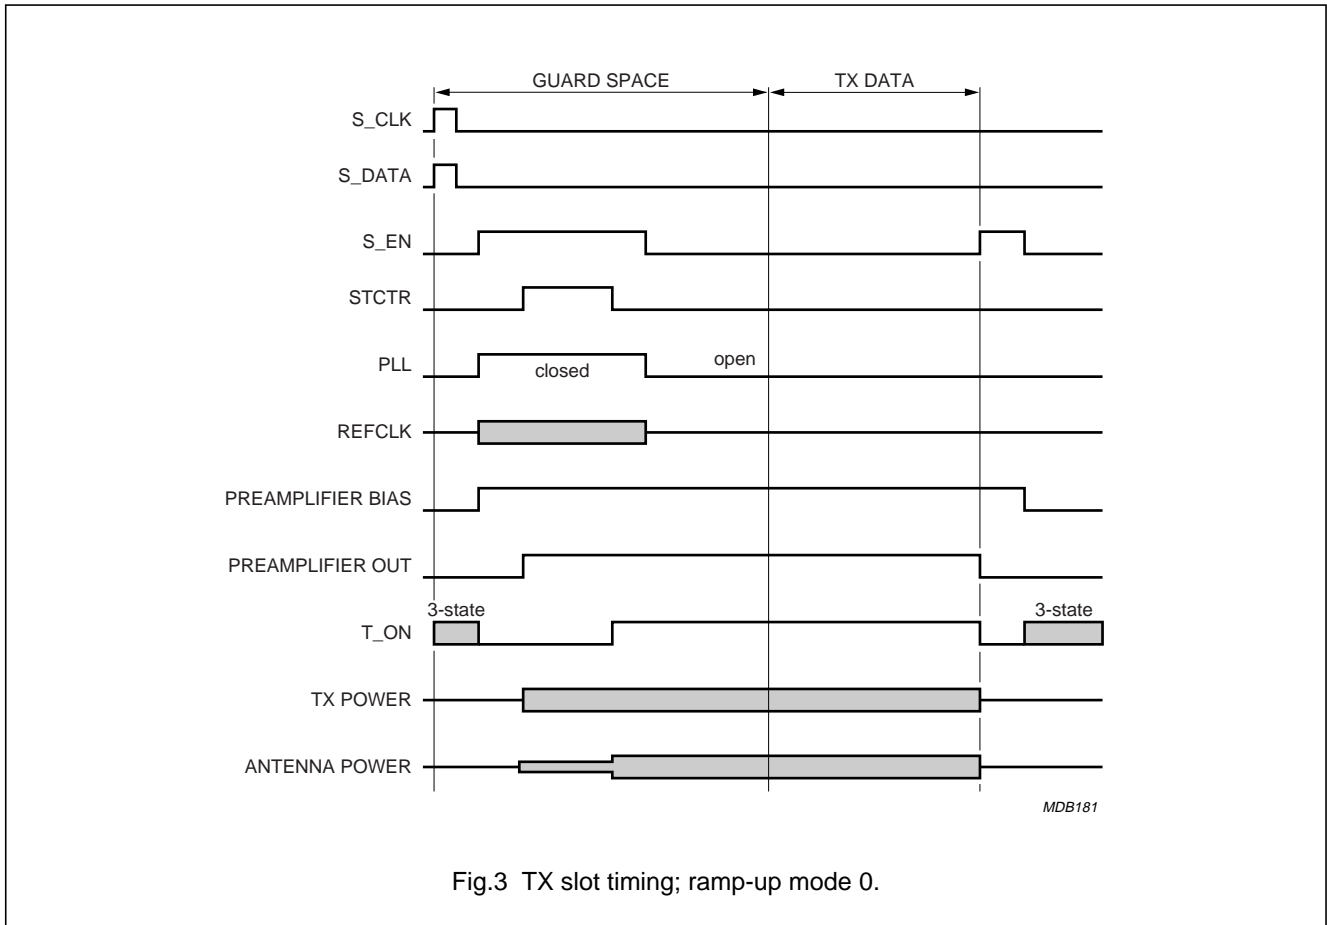 GUARD SPACE
TX DATA
S_CLK
S_DATA
S_EN
STCTR
PLL
closed
open
REFCLK
PREAMPLIFIER BIAS
PREAMPLIFIER OUT
3-state
3-state
T_ON
TX POWER
ANTENNA POWER
MDB181
Fig.3 TX slot timing; ramp-up mode 0.